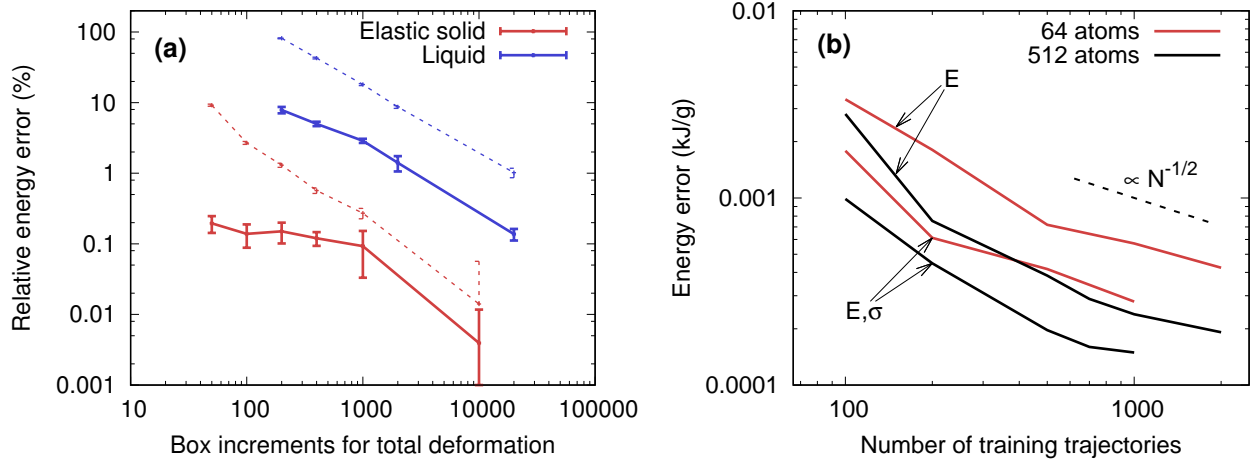 (a)
Elastic solid
Liquid
Relative energy error (%)
100
10
1
0.1
0.01
0.001
10
100
1000
10000
100000
Box increments for total deformation
(b)
64 atoms
512 atoms
E
∝ N^{-1/2}
E,σ
Energy error (kJ/g)
0.01
0.001
0.0001
100
1000
Number of training trajectories